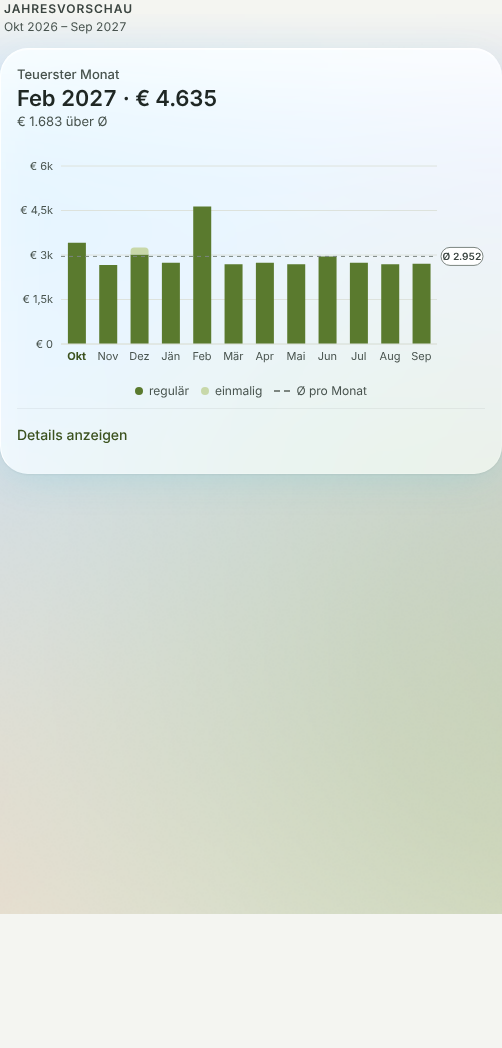 JAHRESVORSCHAU
Okt 2026 – Sep 2027
Teuerster Monat
Feb 2027 · € 4.635
€ 1.683 über Ø
€ 6k
€ 4,5k
€ 3k
Ø 2.952
€ 1,5k
€ 0
Okt Nov Dez Jän Feb Mär Apr Mai Jun Jul Aug Sep
regulär einmalig Ø pro Monat
Details anzeigen